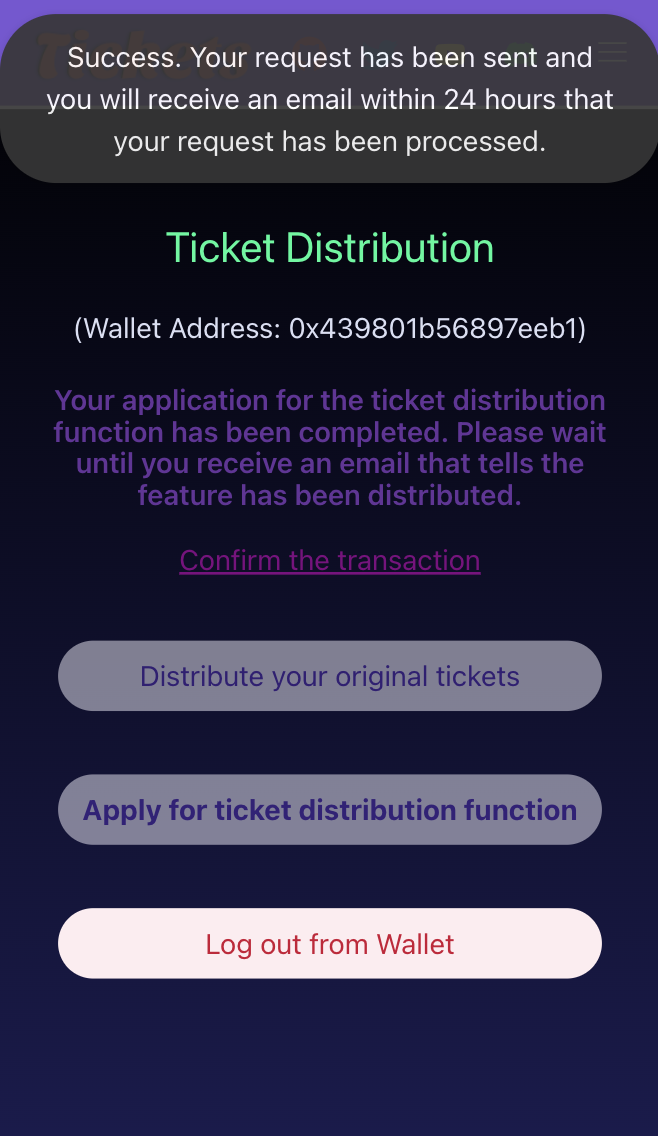 Success. Your request has been sent and
you will receive an email within 24 hours that
your request has been processed.
Tickets
Ticket Distribution
(Wallet Address: 0x439801b56897eeb1)
Your application for the ticket distribution
function has been completed. Please wait
until you receive an email that tells the
feature has been distributed.
Confirm the transaction
Distribute your original tickets
Apply for ticket distribution function
Log out from Wallet